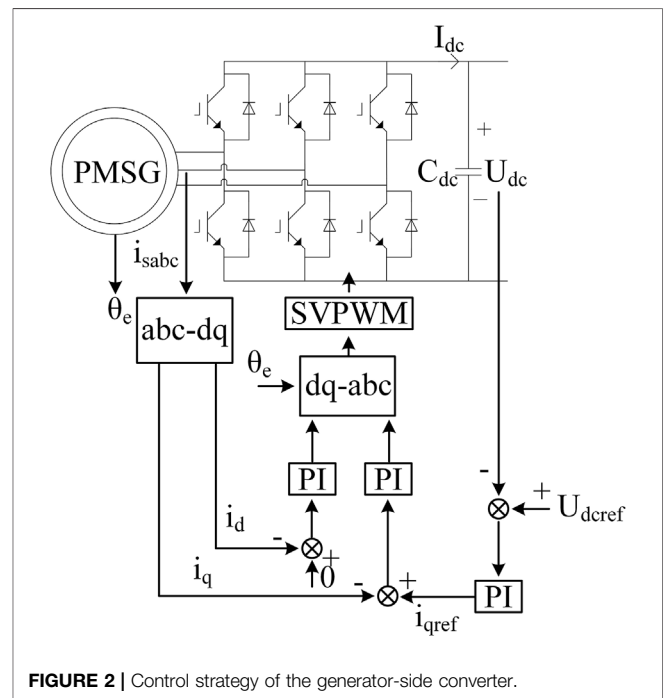 I_dc
PMSG
+
C_dc
U_dc
−
i_sabc
θ_e
abc-dq
SVPWM
θ_e
dq-abc
PI
PI
-
+
U_dcref
i_d
-
+
0
i_q
-
+
i_qref
PI
FIGURE 2 | Control strategy of the generator-side converter.